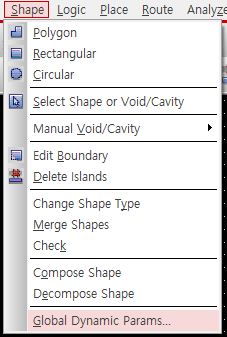 Shape Logic Place Route Analyze
Polygon
Rectangular
Circular
Select Shape or Void/Cavity
Manual Void/Cavity
Edit Boundary
Delete Islands
Change Shape Type
Merge Shapes
Check
Compose Shape
Decompose Shape
Global Dynamic Params...